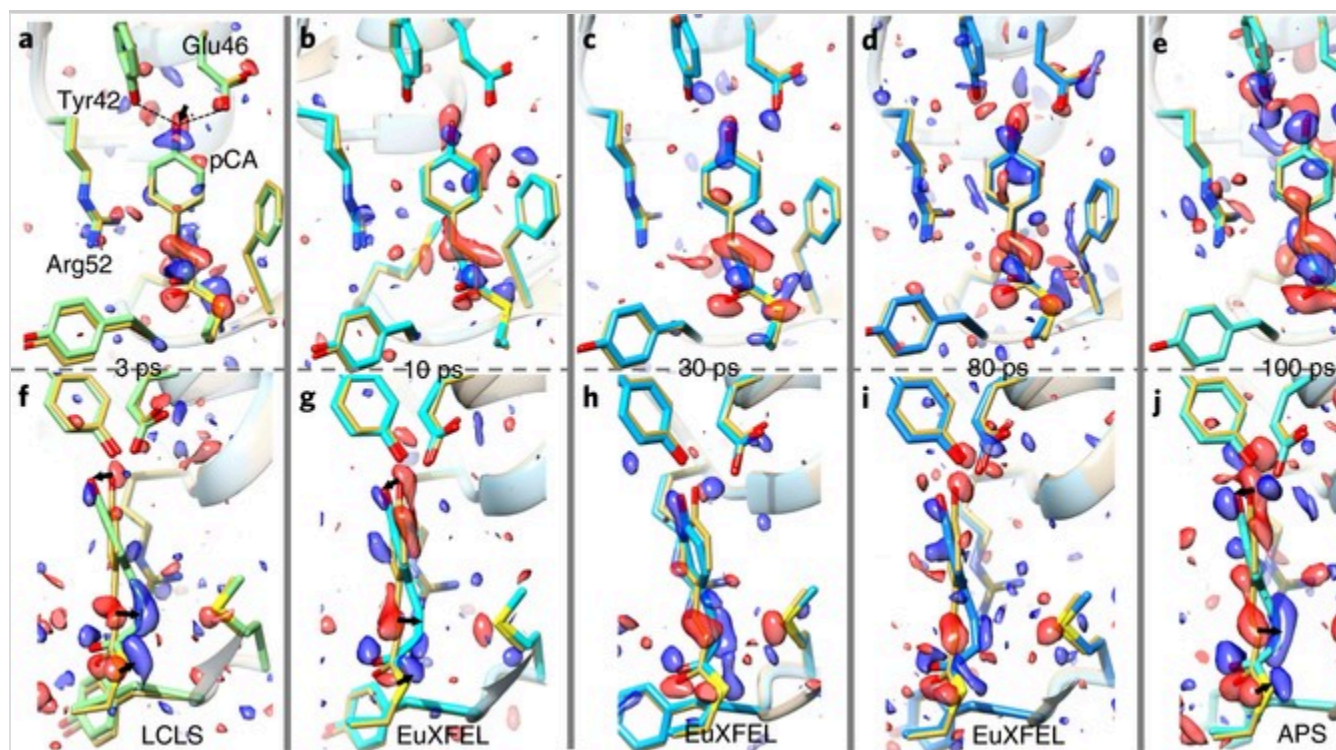 a
Glu46
Tyr42
pCA
Arg52
b
c
d
e
3 ps
10 ps
30 ps
80 ps
100 ps
f
LCLS
g
EuXFEL
h
EuXFEL
i
EuXFEL
j
APS